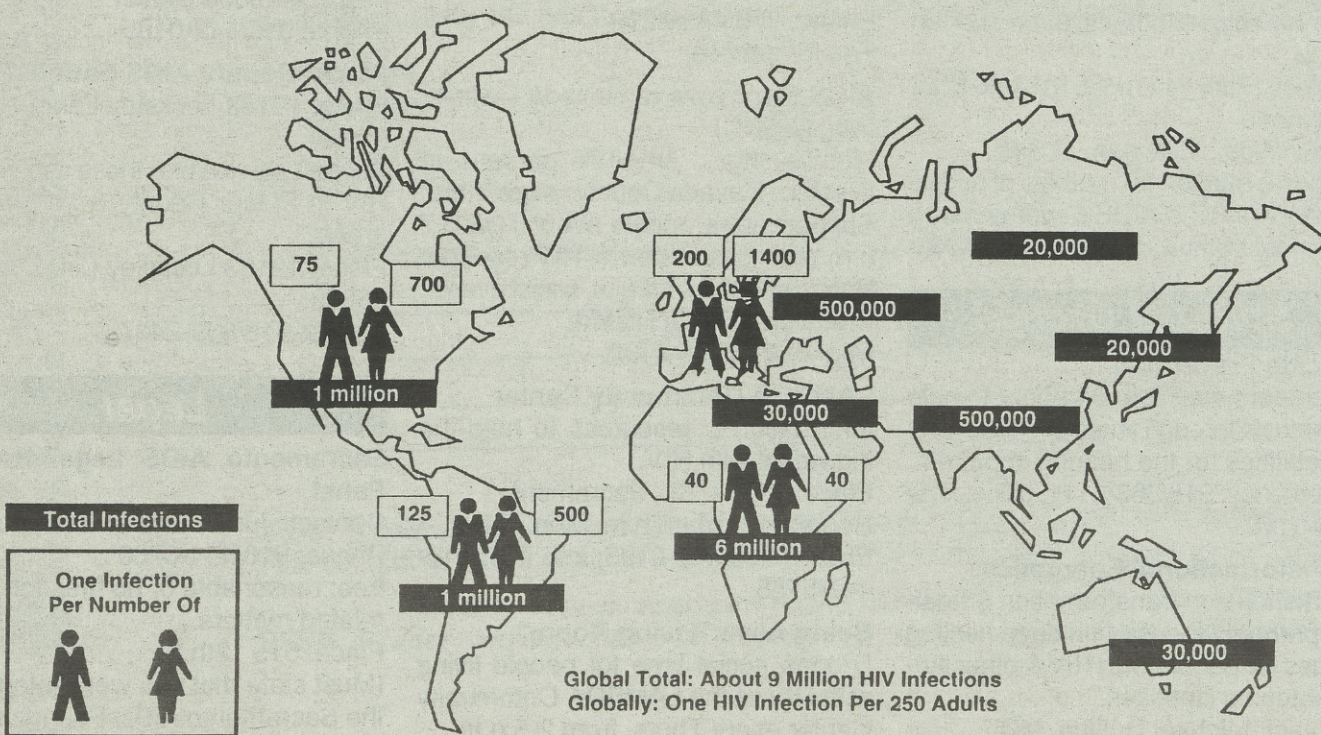 75
700
1 million
200
1400
500,000
20,000
20,000
30,000
500,000
40
40
6 million
125
500
1 million
30,000
Total Infections
One Infection
Per Number Of
Global Total: About 9 Million HIV Infections
Globally: One HIV Infection Per 250 Adults